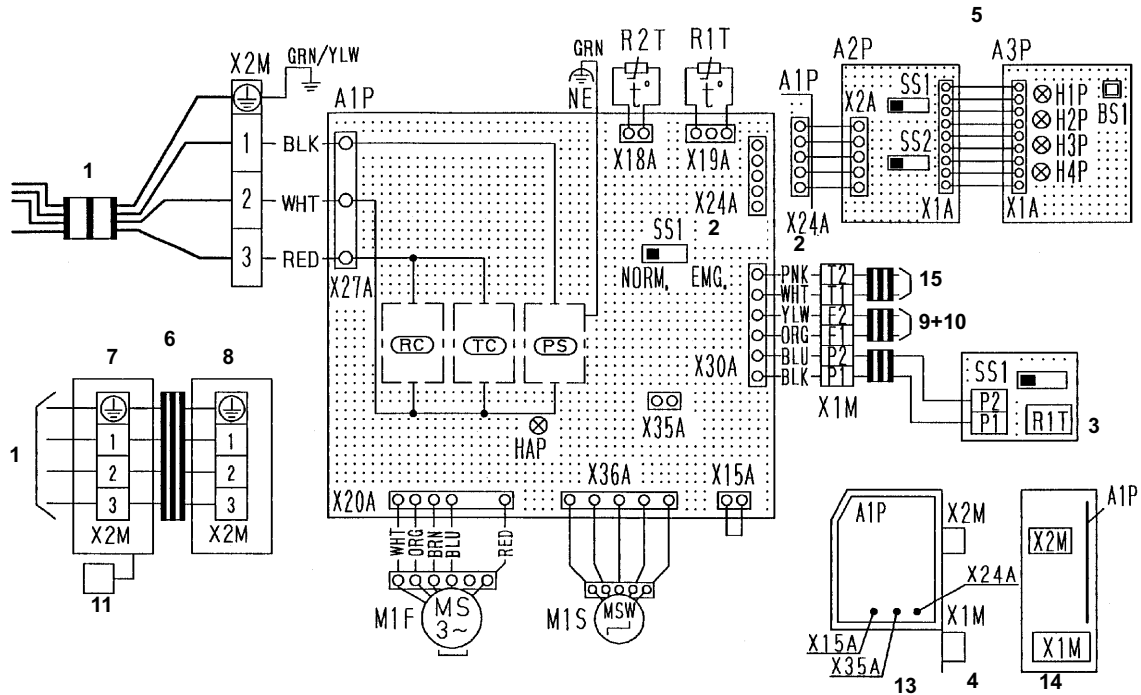 5
GRN/YLW
X2M
GRN
NE
R2T
R1T
t°
t°
A1P
A2P
A3P
A1P
X2A
SS1
SS2
H1P
H2P
H3P
H4P
BS1
X1A
X1A
1
1
2
3
BLK
WHT
RED
X27A
X18A
X19A
X24A
2
X24A
2
SS1
NORM. EMG.
PNK T2
WHT T1
YLW F2
ORG F1
BLU P2
BLK P1
X30A
X1M
15
9+10
SS1
P2
P1
R1T
3
RC
TC
PS
HAP
X35A
7
6
8
1
1
2
3
1
2
3
X2M
X2M
11
X20A
X36A
X15A
WHT
ORG
BRN
BLU
RED
M1F
MS
3~
M1S
MSW
A1P
X2M
X24A
X1M
X15A
X35A
13
4
A1P
X2M
X1M
14